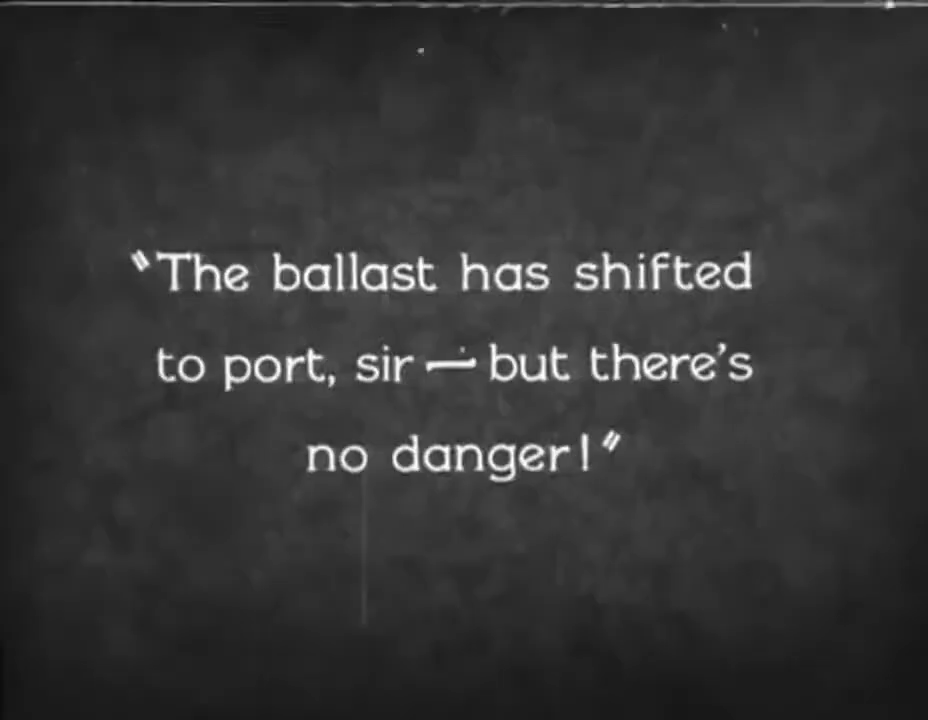 "The ballast has shifted
to port, sir — but there's
no danger!"